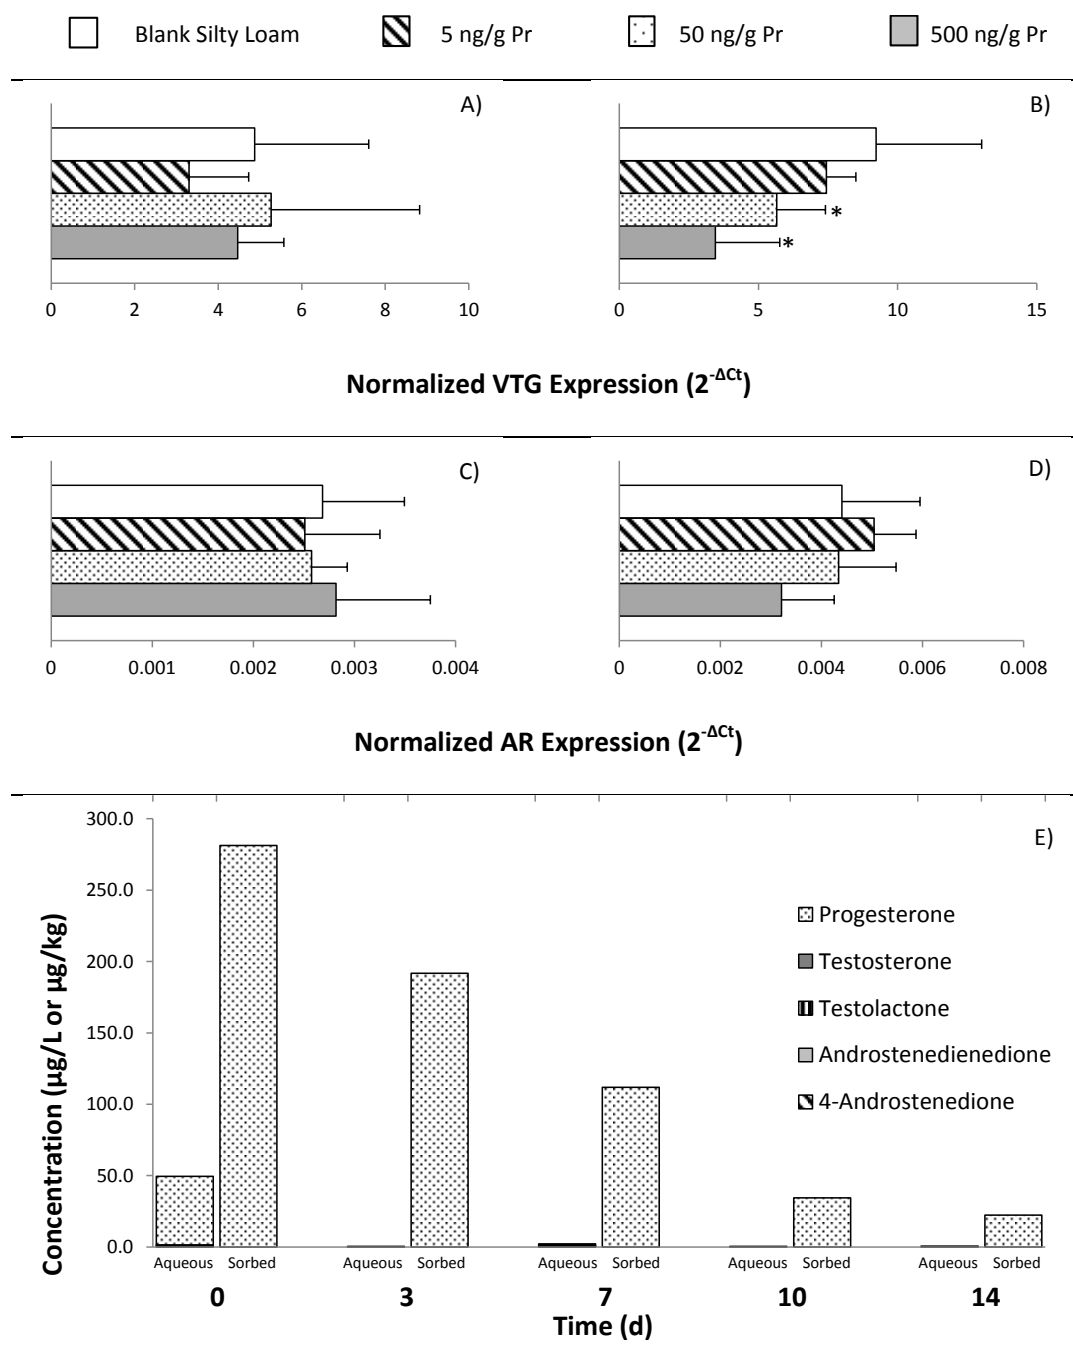 Blank Silty Loam 5 ng/g Pr 50 ng/g Pr 500 ng/g Pr
A) B)
*
*
0 2 4 6 8 10 0 5 10 15
Normalized VTG Expression (2^-ΔCt)
C) D)
0 0.001 0.002 0.003 0.004 0 0.002 0.004 0.006 0.008
Normalized AR Expression (2^-ΔCt)
E)
Concentration (µg/L or µg/kg)
300.0
250.0
200.0
150.0
100.0
50.0
0.0
Progesterone
Testosterone
Testolactone
Androstenedienedione
4-Androstenedione
Aqueous Sorbed Aqueous Sorbed Aqueous Sorbed Aqueous Sorbed Aqueous Sorbed
0 3 7 10 14
Time (d)